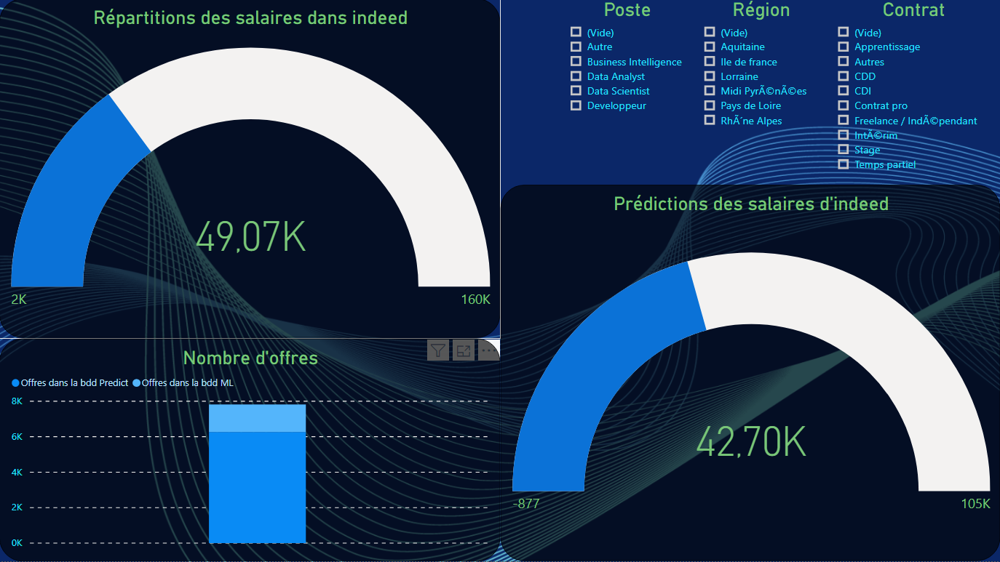 Répartitions des salaires dans indeed
49,07K
2K
160K
Nombre d'offres
Offres dans la bdd Predict
Offres dans la bdd ML
8K
6K
4K
2K
0K
Poste
(Vide)
Autre
Business Intelligence
Data Analyst
Data Scientist
Developpeur
Région
(Vide)
Aquitaine
Ile de france
Lorraine
Midi PyrÃ©nÃ©es
Pays de Loire
RhÃ´ne Alpes
Contrat
(Vide)
Apprentissage
Autres
CDD
CDI
Contrat pro
Freelance / IndÃ©pendant
IntÃ©rim
Stage
Temps partiel
Prédictions des salaires d'indeed
42,70K
-877
105K